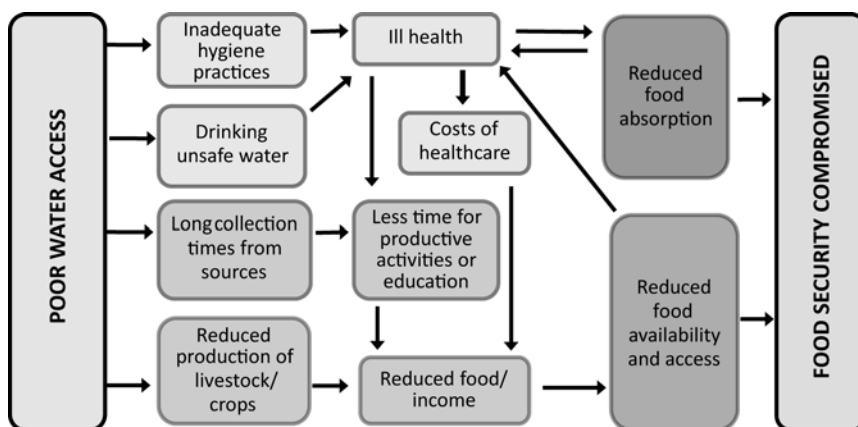 POOR WATER ACCESS
Inadequate
hygiene
practices
Drinking
unsafe water
Long collection
times from
sources
Reduced
production of
livestock/
crops
Ill health
Costs of
healthcare
Less time for
productive
activities or
education
Reduced food/
income
Reduced
food
absorption
Reduced
food
availability
and access
FOOD SECURITY COMPROMISED